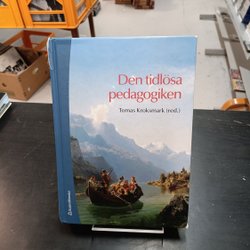 Den tidlösa
pedagogiken
Tomas Kroksmark (red.)